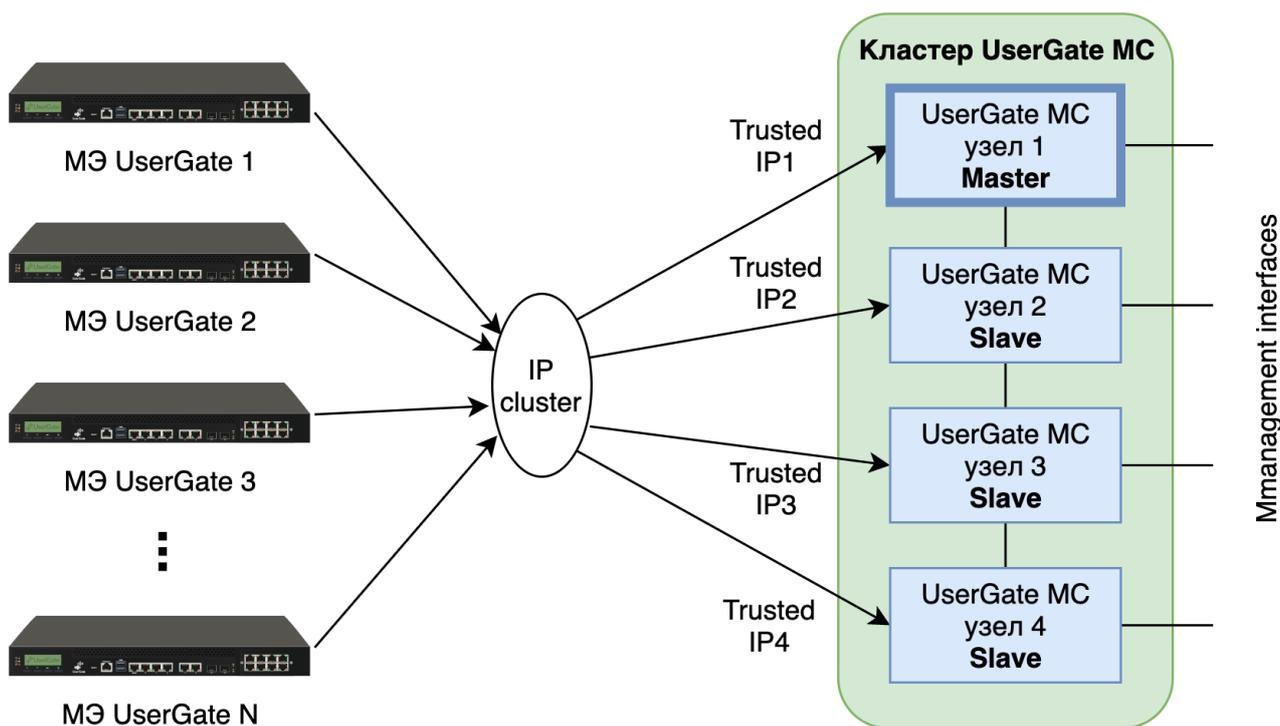 Кластер UserGate MC
МЭ UserGate 1
МЭ UserGate 2
МЭ UserGate 3
МЭ UserGate N
IP
cluster
Trusted
IP1
Trusted
IP2
Trusted
IP3
Trusted
IP4
UserGate MC
узел 1
Master
UserGate MC
узел 2
Slave
UserGate MC
узел 3
Slave
UserGate MC
узел 4
Slave
Mmanagement interfaces